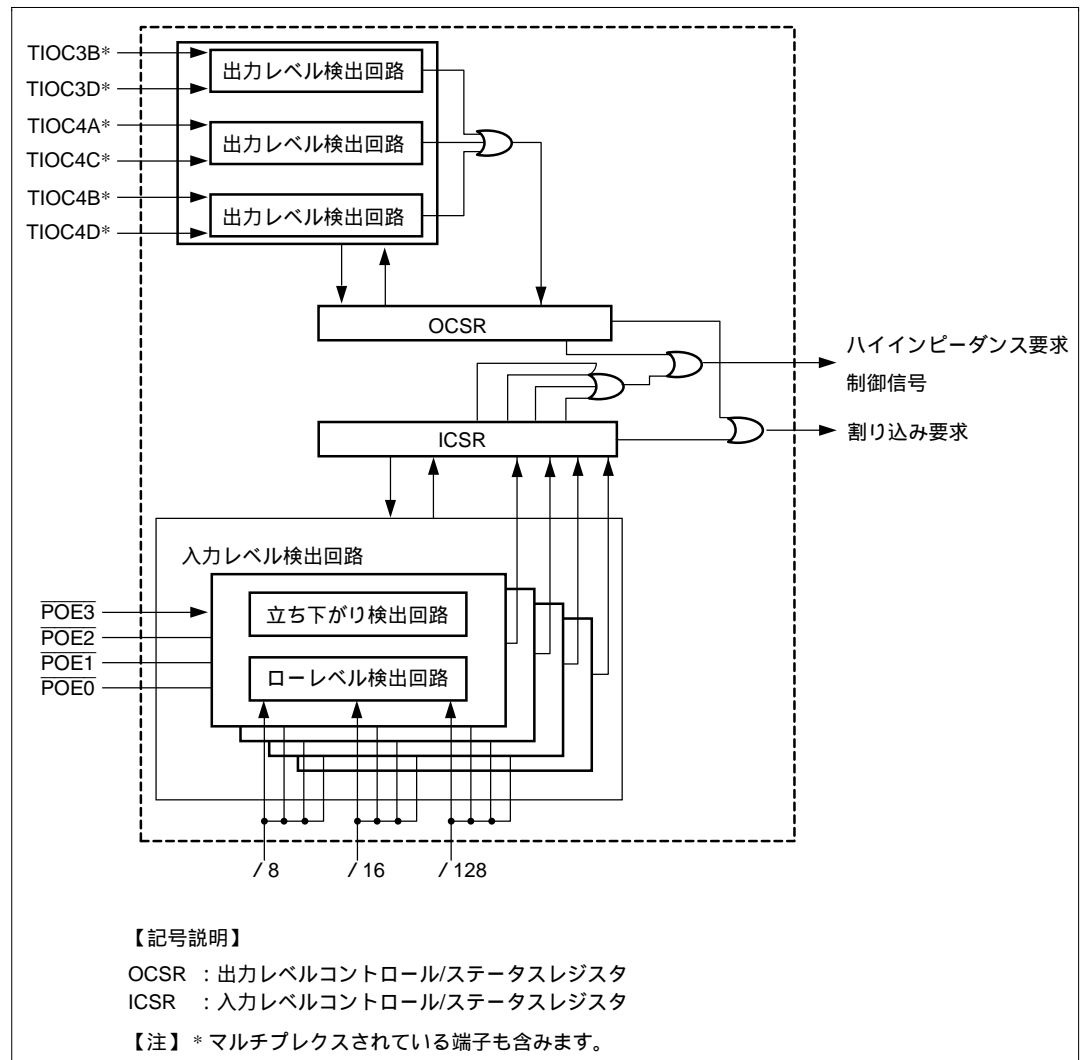 TIOC3B*
TIOC3D*
出力レベル検出回路
TIOC4A*
TIOC4C*
出力レベル検出回路
TIOC4B*
TIOC4D*
出力レベル検出回路
OCSR
ハイインピーダンス要求
制御信号
ICSR
割り込み要求
入力レベル検出回路
POE3
POE2
POE1
POE0
立ち下がり検出回路
ローレベル検出回路
/ 8
/ 16
/ 128
【記号説明】
OCSR : 出力レベルコントロール/ステータスレジスタ
ICSR : 入力レベルコントロール/ステータスレジスタ
【注】 * マルチプレクスされている端子も含みます。